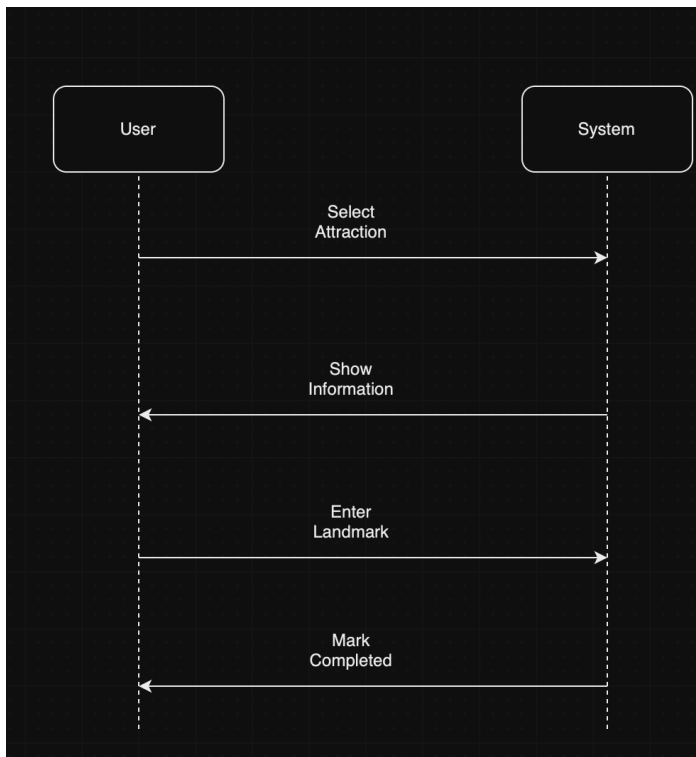 User
System
Select
Attraction
Show
Information
Enter
Landmark
Mark
Completed